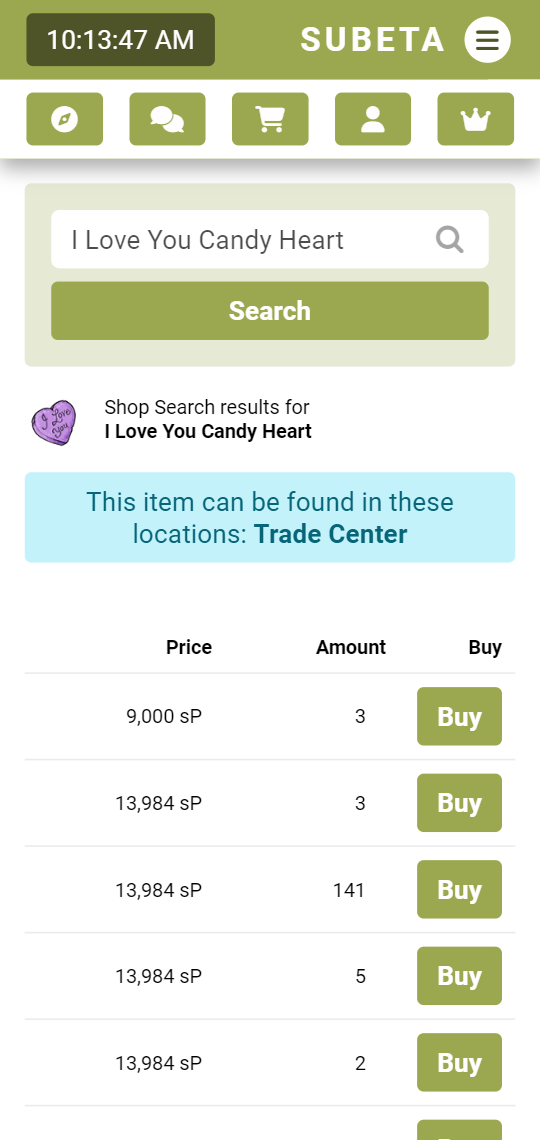 10:13:47 AM SUBETA
I Love You Candy Heart
Search
I Love You
Shop Search results for
I Love You Candy Heart
This item can be found in these
locations: Trade Center
Price Amount Buy
9,000 sP 3 Buy
13,984 sP 3 Buy
13,984 sP 141 Buy
13,984 sP 5 Buy
13,984 sP 2 Buy